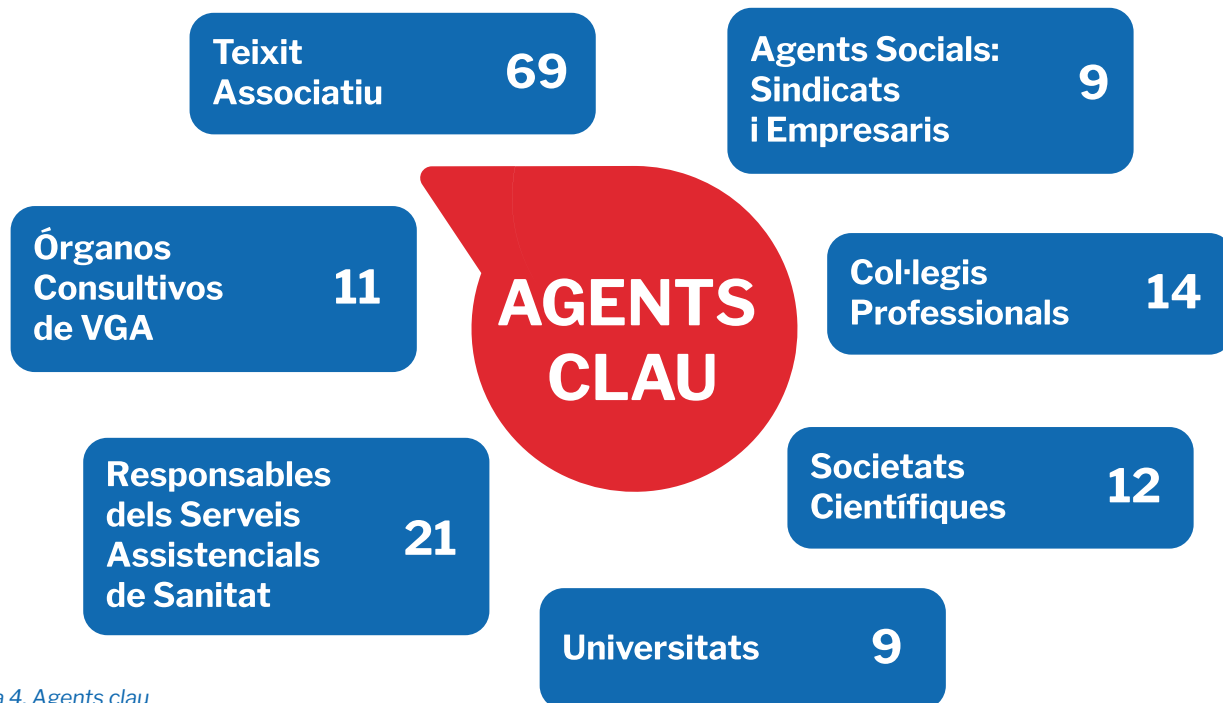 Teixit
Associatiu
69
Agents Socials:
Sindicats
i Empresaris
9
Órganos
Consultivos
de VGA
11
AGENTS
CLAU
Col·legis
Professionals
14
Responsables
dels Serveis
Assistencials
de Sanitat
21
Societats
Científiques
12
Universitats
9
4. Agents clau